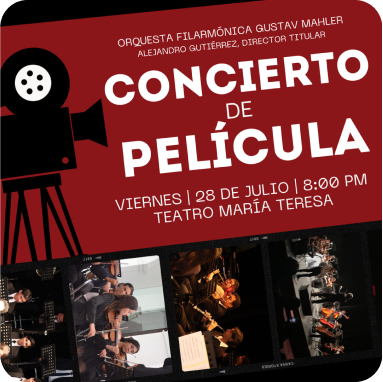 ORQUESTA FILARMÓNICA GUSTAV MAHLER
ALEJANDRO GUTIÉRREZ, DIRECTOR TITULAR
CONCIERTO
DE
PELÍCULA
VIERNES | 28 DE JULIO | 8:00 PM
TEATRO MARÍA TERESA